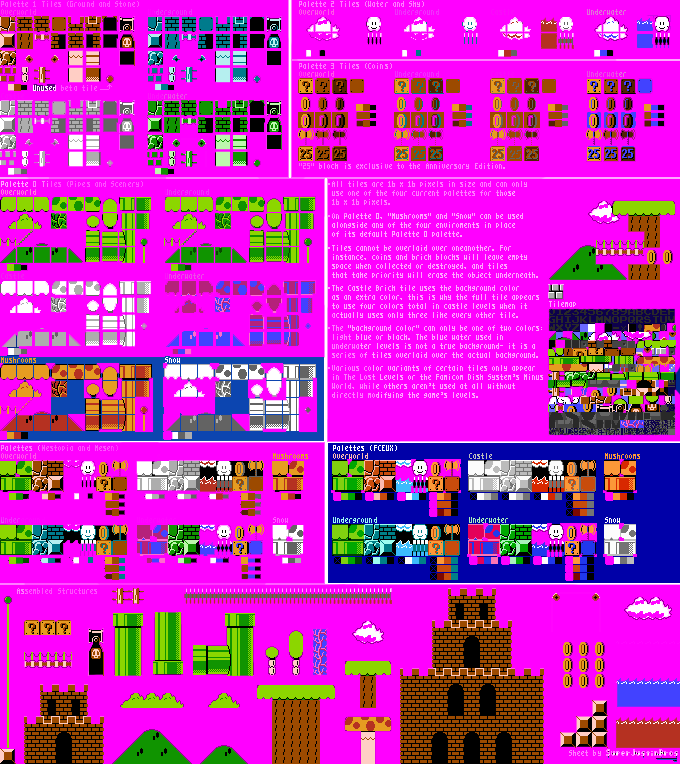 Palette 1 Tiles (Ground and Stone)
Overworld
Underground
Underwater
Unused beta tile
Palette 2 Tiles (Water and Sky)
Overworld
Underground
Underwater
Palette 3 Tiles (Coins)
Overworld
Underground
Underwater
"25" block is exclusive to the Anniversary Edition.
Palette 0 Tiles (Pipes and Scenery)
Overworld
Underground
Underwater
Mushrooms
Snow
All tiles are 16 x 16 pixels in size and can only
use one of the four current palettes for those
16 x 16 pixels.
On Palette 0, "Mushrooms" and "Snow" can be used
alongside any of the four enviroments in place
of its default Palette 0 palette.
Tiles cannot be overlaid over oneanother. For
instance, coins and brick blocks will leave empty
space when collected or destroyed, and tiles
that take priority will erase the object underneath.
The Castle Brick tile uses the background color
as an extra color, this is why the full tile appears
to use four colors total in castle levels when it
actually uses only three like every other tile.
The "background color" can only be one of two colors:
light blue or black. The blue water used in
underwater levels is not a true background- it is a
series of tiles overlaid over the actual background.
Various color variants of certain tiles only appear
in The Lost Levels or the Famicom Disk System's Minus
World, while others aren't used at all without
directly modifying the game's levels.
Tilemap
Palettes (Nestopia and Mesen)
Overworld
Mushrooms
Snow
Palettes (FCEUX)
Overworld
Castle
Mushrooms
Underground
Underwater
Snow
Assembled Structures
Sheet by SuperJustinBros